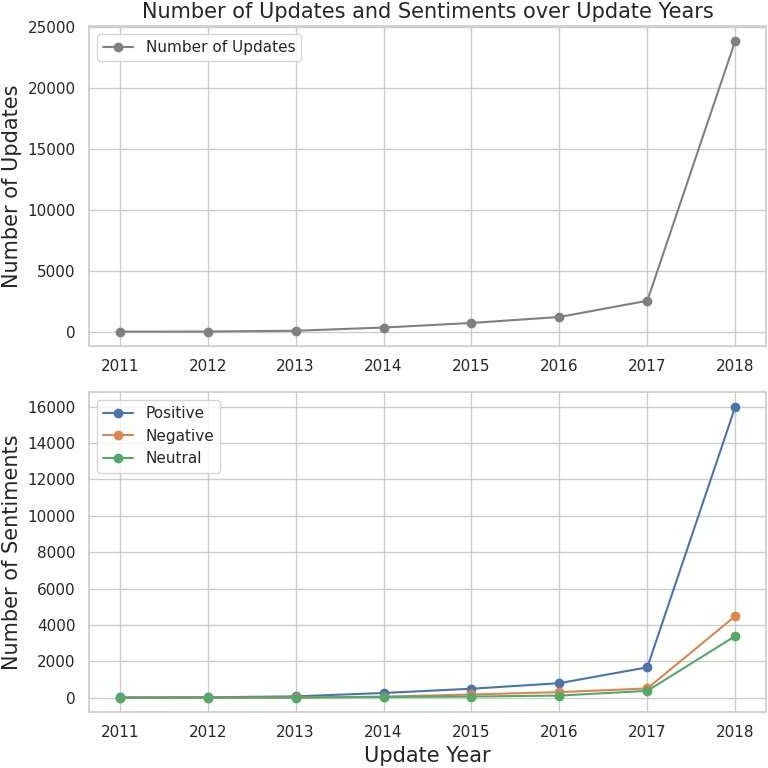 Number of Updates and Sentiments over Update Years
Number of Updates
25000
20000
15000
10000
5000
0
Number of Updates
2011 2012 2013 2014 2015 2016 2017 2018
Number of Sentiments
16000
14000
12000
10000
8000
6000
4000
2000
0
Positive
Negative
Neutral
2011 2012 2013 2014 2015 2016 2017 2018
Update Year